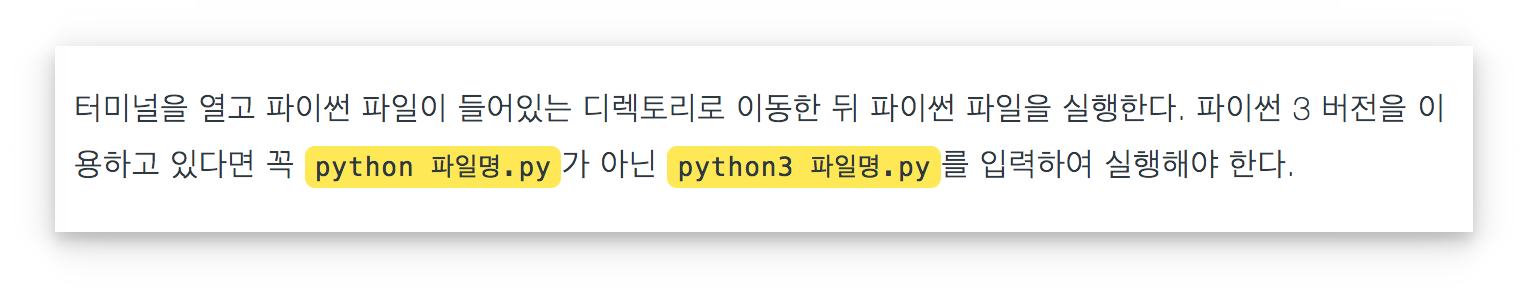 터미널을 열고 파이썬 파일이 들어있는 디렉토리로 이동한 뒤 파이썬 파일을 실행한다. 파이썬 3 버전을 이
용하고 있다면 꼭 python 파일명.py가 아닌 python3 파일명.py를 입력하여 실행해야 한다.